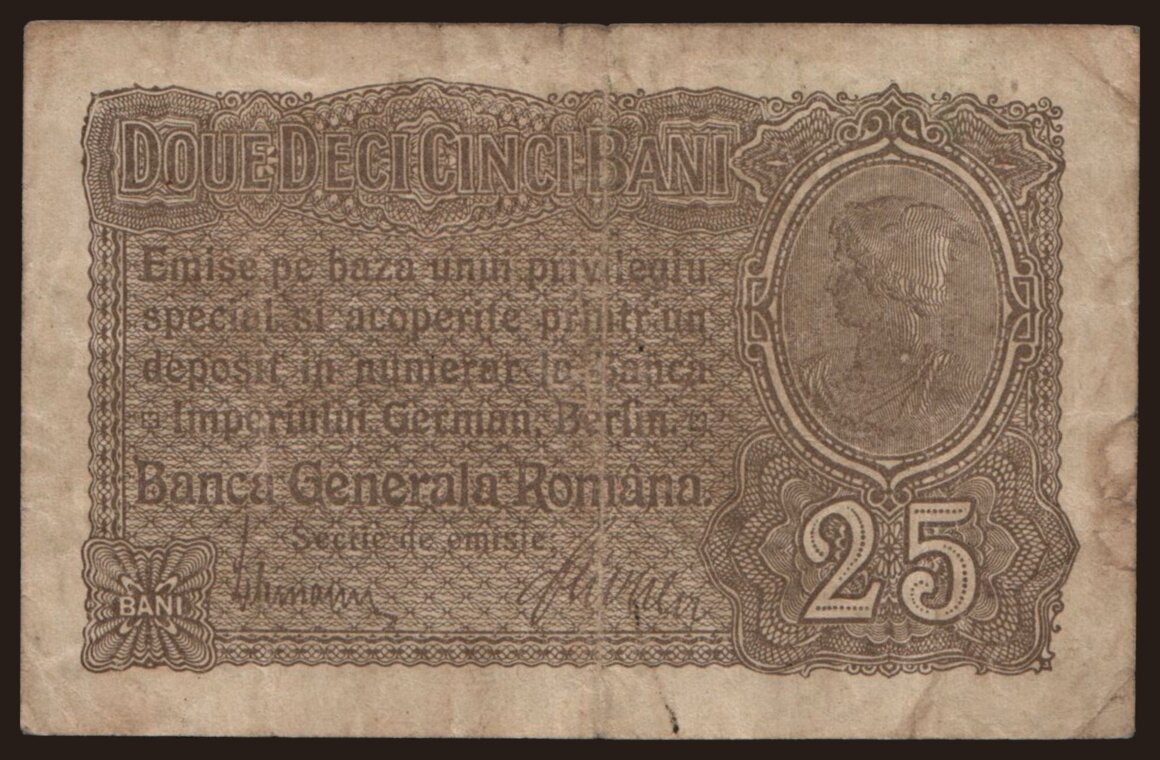 DOUE DECI CINCI BANI
Emise pe baza unui privilegiu
special si acoperite printr'un
deposit in numerar la Banca
Imperiului German, Berlin.
Banca Generala Româna.
Sectie de emisie:
BANI
25